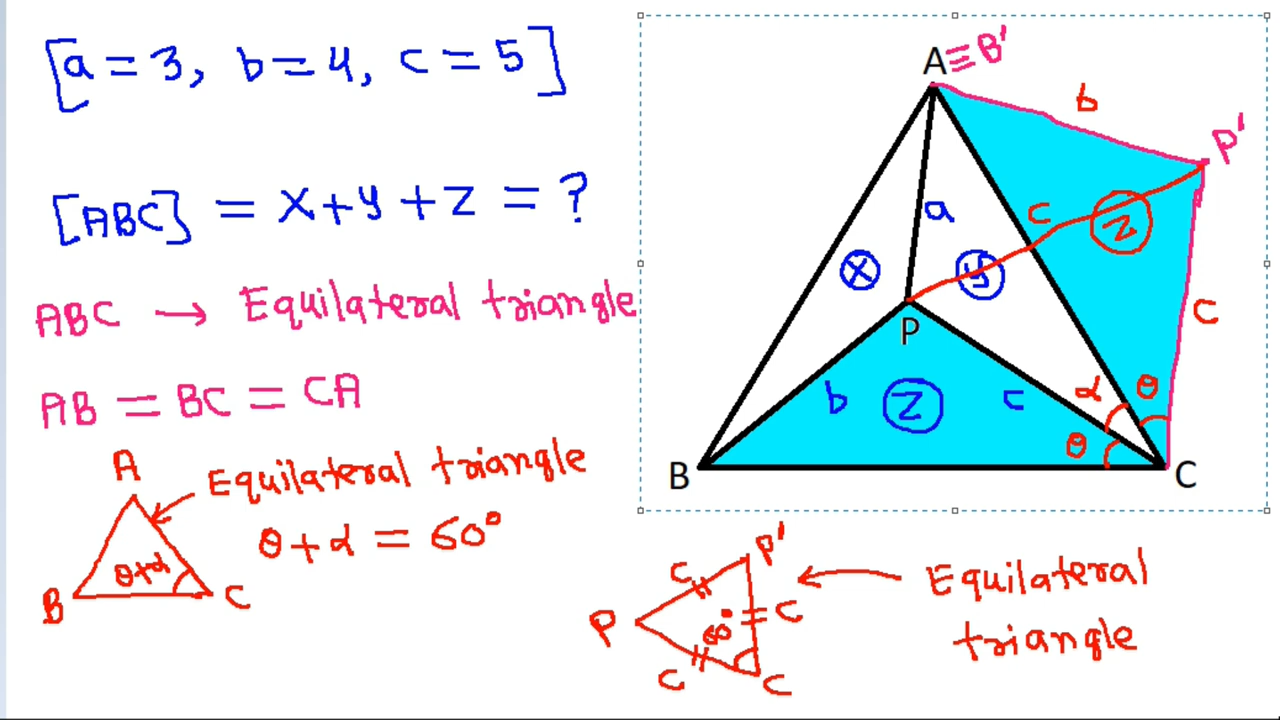 [a = 3, b = 4, c = 5]
[ABC] = x + y + z = ?
ABC → Equilateral triangle
AB = BC = CA
A
Equilateral triangle
θ + α = 60°
θ+α
B
C
A ≡ B'
b
P'
a
c
z
x
y
P
c
b
z
c
α
θ
θ
B
C
P'
c
P
60°
c
c
C
Equilateral
triangle